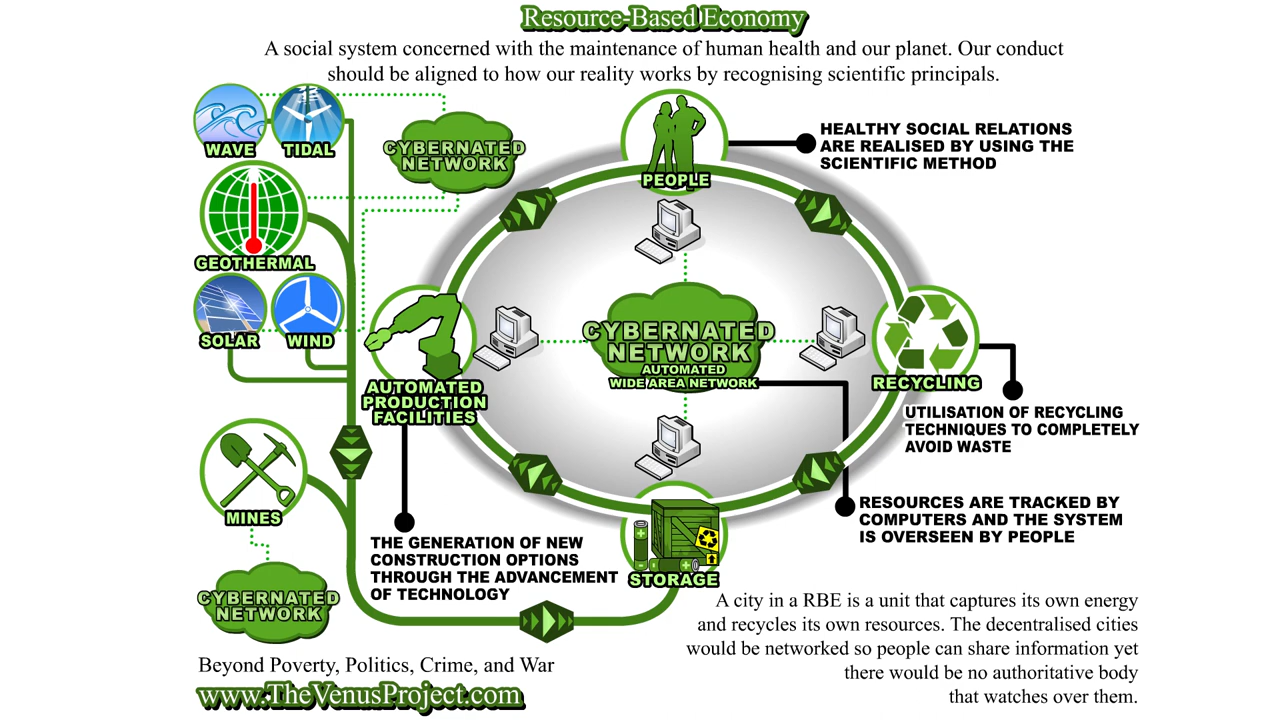 Resource-Based Economy
A social system concerned with the maintenance of human health and our planet. Our conduct
should be aligned to how our reality works by recognising scientific principals.
WAVE
TIDAL
CYBERNATED
NETWORK
PEOPLE
HEALTHY SOCIAL RELATIONS
ARE REALISED BY USING THE
SCIENTIFIC METHOD
GEOTHERMAL
SOLAR
WIND
AUTOMATED
PRODUCTION
FACILITIES
CYBERNATED
NETWORK
AUTOMATED
WIDE AREA NETWORK
RECYCLING
UTILISATION OF RECYCLING
TECHNIQUES TO COMPLETELY
AVOID WASTE
MINES
RESOURCES ARE TRACKED BY
COMPUTERS AND THE SYSTEM
IS OVERSEEN BY PEOPLE
THE GENERATION OF NEW
CONSTRUCTION OPTIONS
THROUGH THE ADVANCEMENT
OF TECHNOLOGY
STORAGE
CYBERNATED
NETWORK
A city in a RBE is a unit that captures its own energy
and recycles its own resources. The decentralised cities
would be networked so people can share information yet
there would be no authoritative body
that watches over them.
Beyond Poverty, Politics, Crime, and War
www.TheVenusProject.com